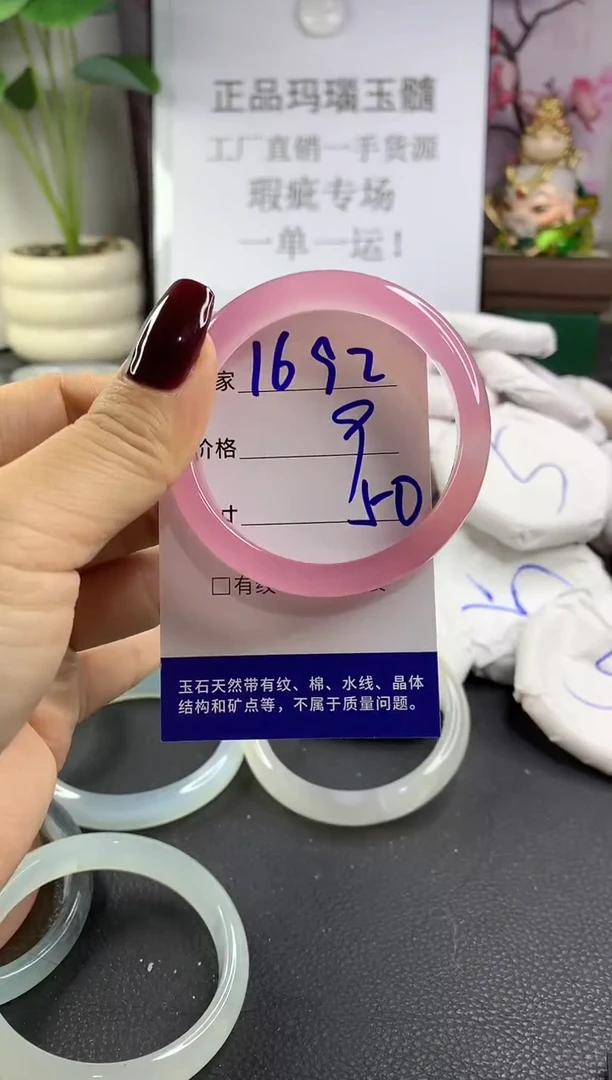 正品玛瑙玉髓
工厂直销一手货源
瑕疵专场
一单一运！
家 1692
价格 9
寸 50
□有纹
玉石天然带有纹、棉、水线、晶体
结构和矿点等，不属于质量问题。
5